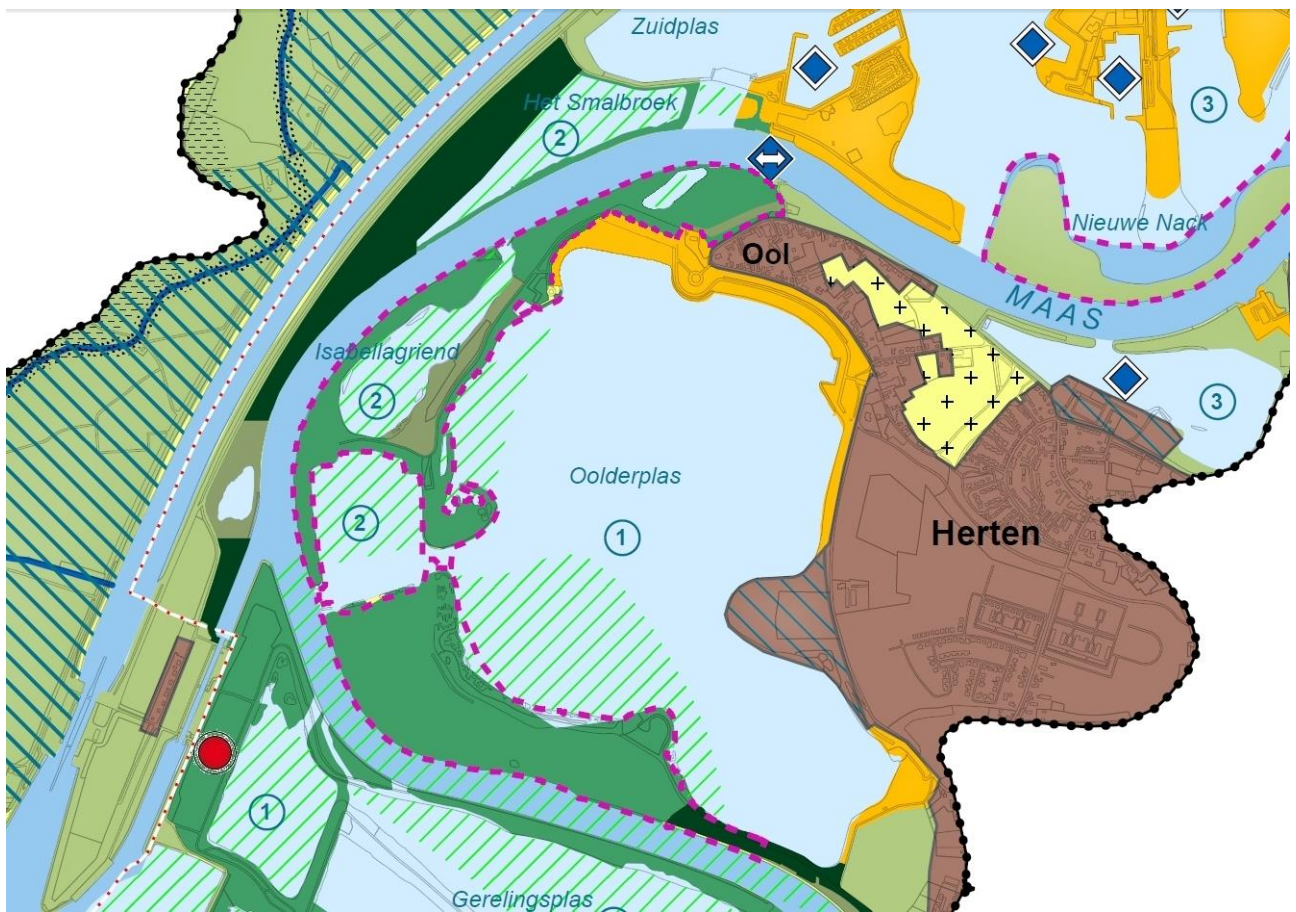 Zuidplas
Het Smalbroek
2
3
Nieuwe Nack
Ool
MAAS
Isabellagriend
2
3
Oolderplas
2
1
Herten
1
Gerelingsplas